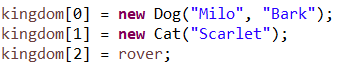 kingdom[0] = new Dog("Milo", "Bark");
kingdom[1] = new Cat("Scarlet");
kingdom[2] = rover;